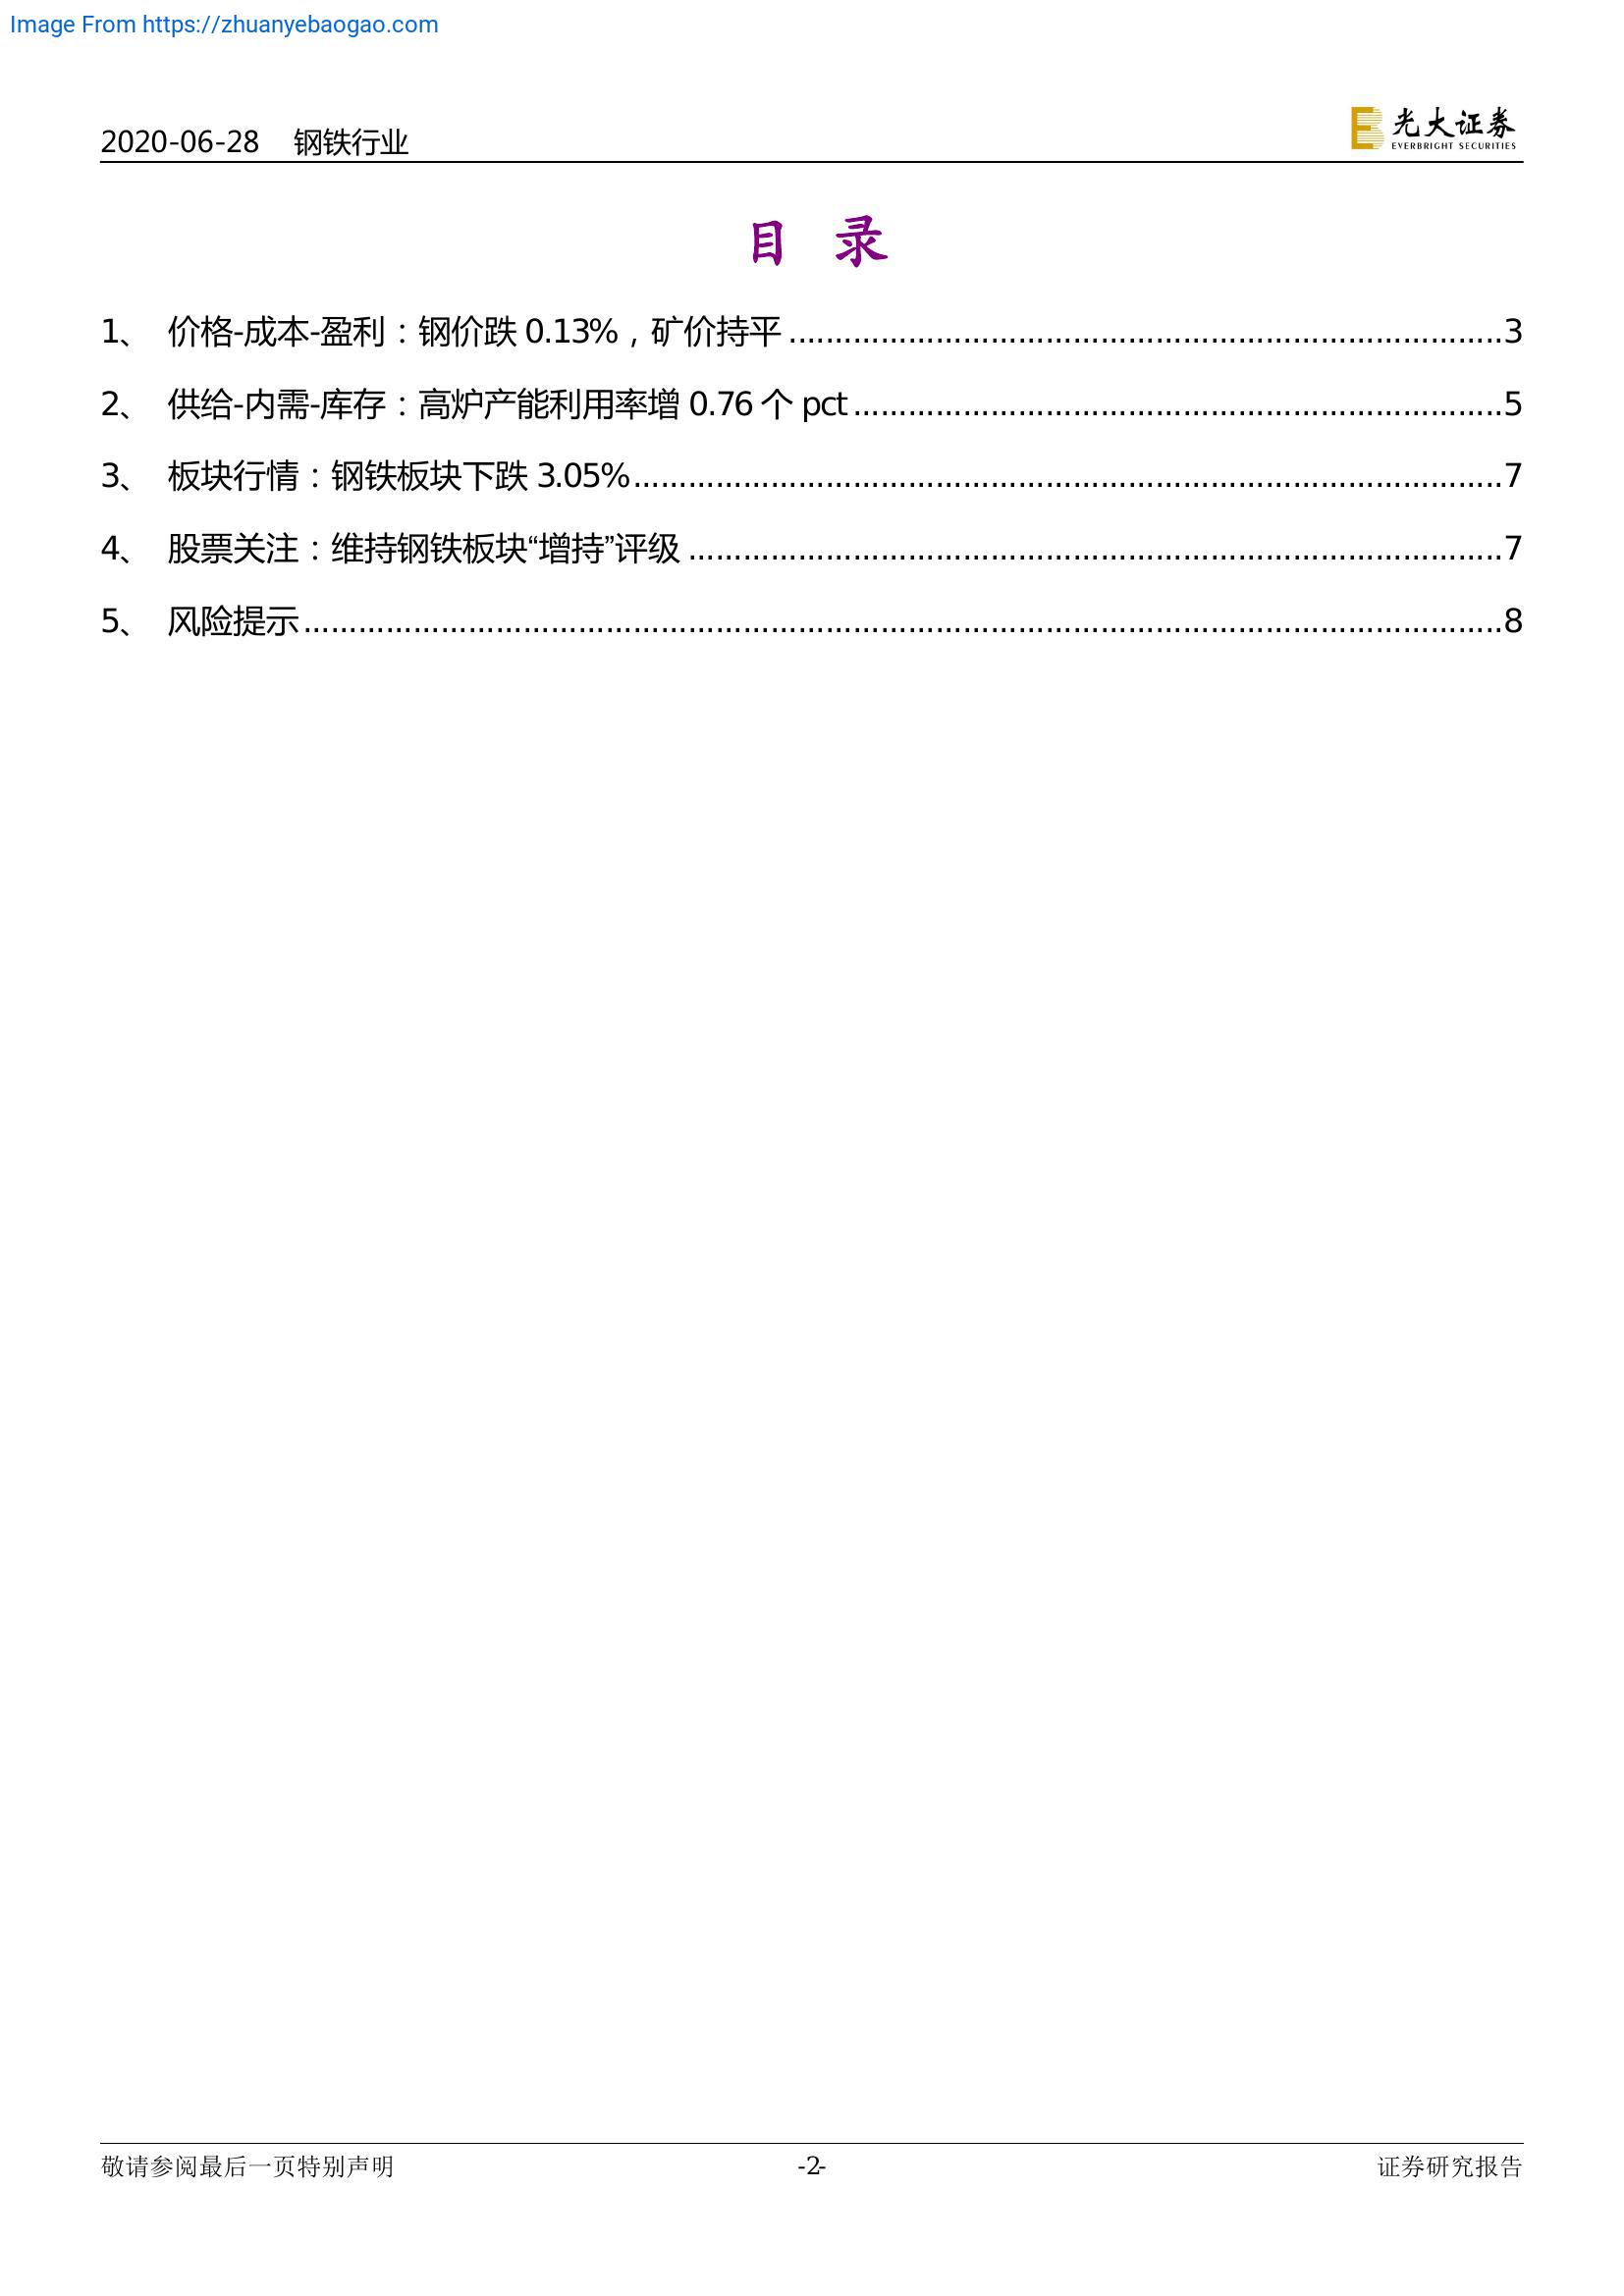 Image From https://zhuanyebaogao.com
2020-06-28 钢铁行业
光大证券
EVERBRIGHT SECURITIES
目 录
1、 价格-成本-盈利：钢价跌 0.13%，矿价持平 ........................................................................3
2、 供给-内需-库存：高炉产能利用率增 0.76 个 pct ........................................................................5
3、 板块行情：钢铁板块下跌 3.05% ........................................................................7
4、 股票关注：维持钢铁板块“增持”评级 ........................................................................7
5、 风险提示 ........................................................................8
敬请参阅最后一页特别声明 -2- 证券研究报告